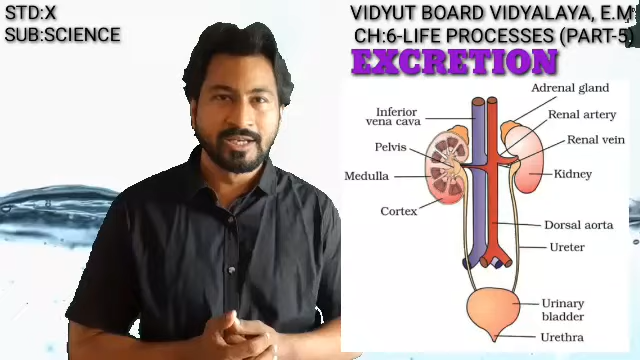 STD:X
SUB:SCIENCE
VIDYUT BOARD VIDYALAYA, E.M
CH:6-LIFE PROCESSES (PART-5)
EXCRETION
Adrenal gland
Renal artery
Inferior
vena cava
Renal vein
Pelvis
Medulla
Kidney
Cortex
Dorsal aorta
Ureter
Urinary
bladder
Urethra